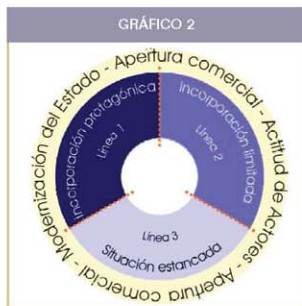 GRÁFICO 2
Apertura comercial - Actitud de Actores - Apertura comercial - Modernización del Estado -
Incorporación protagónica
Línea 1
Incorporación limitada
Línea 2
Línea 3
Situación estancada